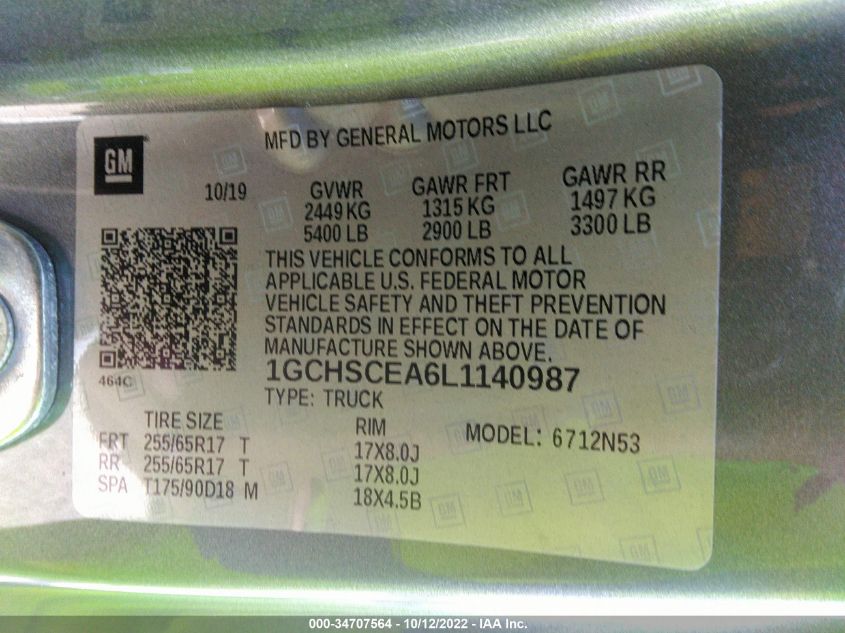 MFD BY GENERAL MOTORS LLC
GM
10/19
GVWR GAWR FRT GAWR RR
2449 KG 1315 KG 1497 KG
5400 LB 2900 LB 3300 LB
THIS VEHICLE CONFORMS TO ALL
APPLICABLE U.S. FEDERAL MOTOR
VEHICLE SAFETY AND THEFT PREVENTION
STANDARDS IN EFFECT ON THE DATE OF
MANUFACTURE SHOWN ABOVE.
464C
1GCHSCEA6L1140987
TYPE: TRUCK
TIRE SIZE RIM MODEL: 6712N53
FRT 255/65R17 T 17X8.0J
RR 255/65R17 T 17X8.0J
SPA T175/90D18 M 18X4.5B
000-34707564 - 10/12/2022 - IAA Inc.